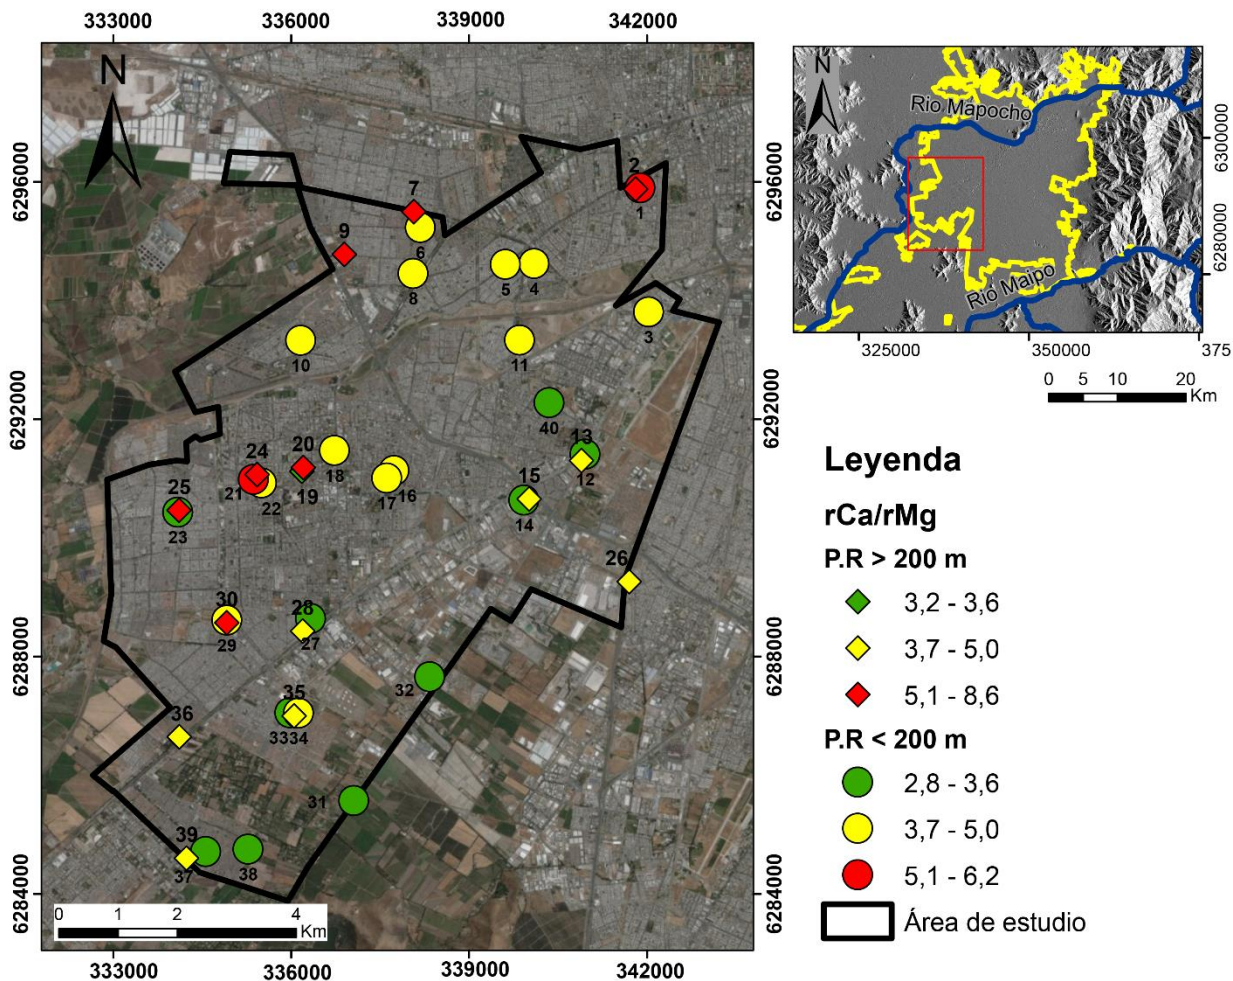 333000 336000 339000 342000
N
6296000
6292000
6288000
6284000
2
1
7
6
9
8
5
4
3
10
11
40
13
12
24
20
18
21
22
19
16
17
15
14
25
23
26
30
29
28
27
32
35
3334
36
31
39
37
38
0 1 2 4
Km
333000 336000 339000 342000
N
Rio Mapocho
Rio Maipo
6300000
6280000
325000 350000 375
0 5 10 20
Km
Leyenda
rCa/rMg
P.R > 200 m
3,2 - 3,6
3,7 - 5,0
5,1 - 8,6
P.R < 200 m
2,8 - 3,6
3,7 - 5,0
5,1 - 6,2
Área de estudio